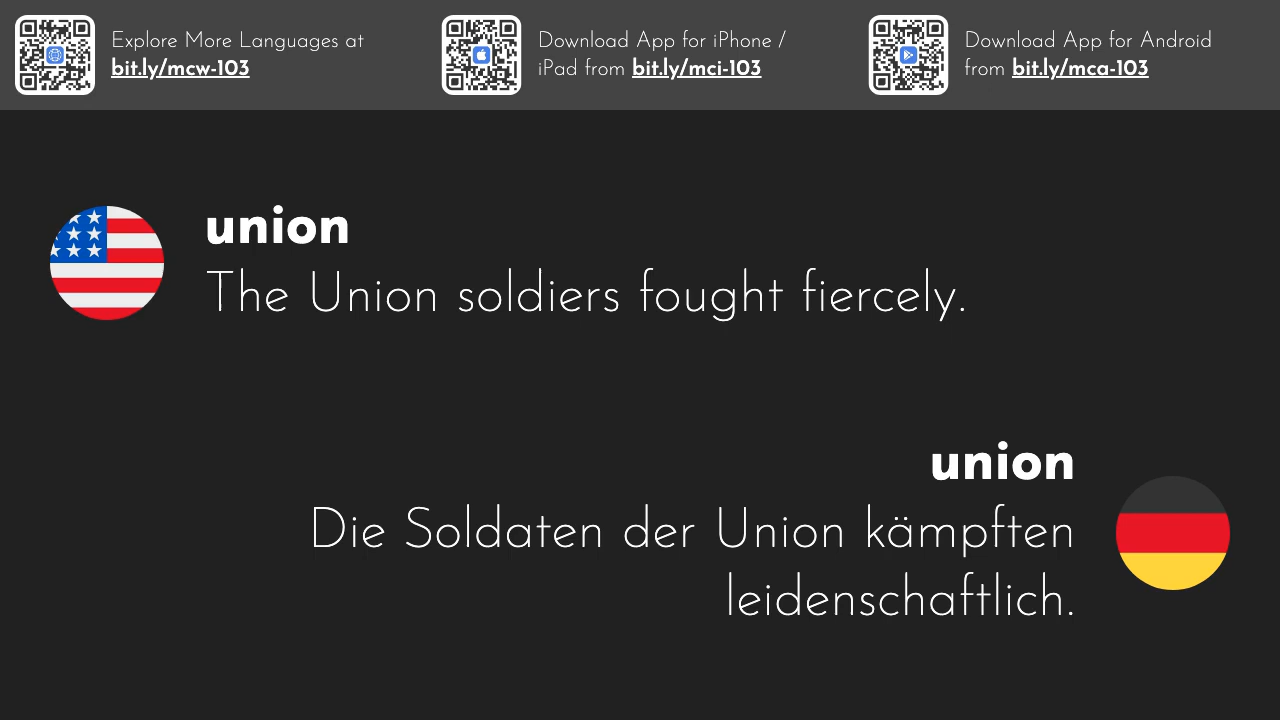 Explore More Languages at
bit.ly/mcw-103
Download App for iPhone /
iPad from bit.ly/mci-103
Download App for Android
from bit.ly/mca-103
union
The Union soldiers fought fiercely.
union
Die Soldaten der Union kämpften
leidenschaftlich.